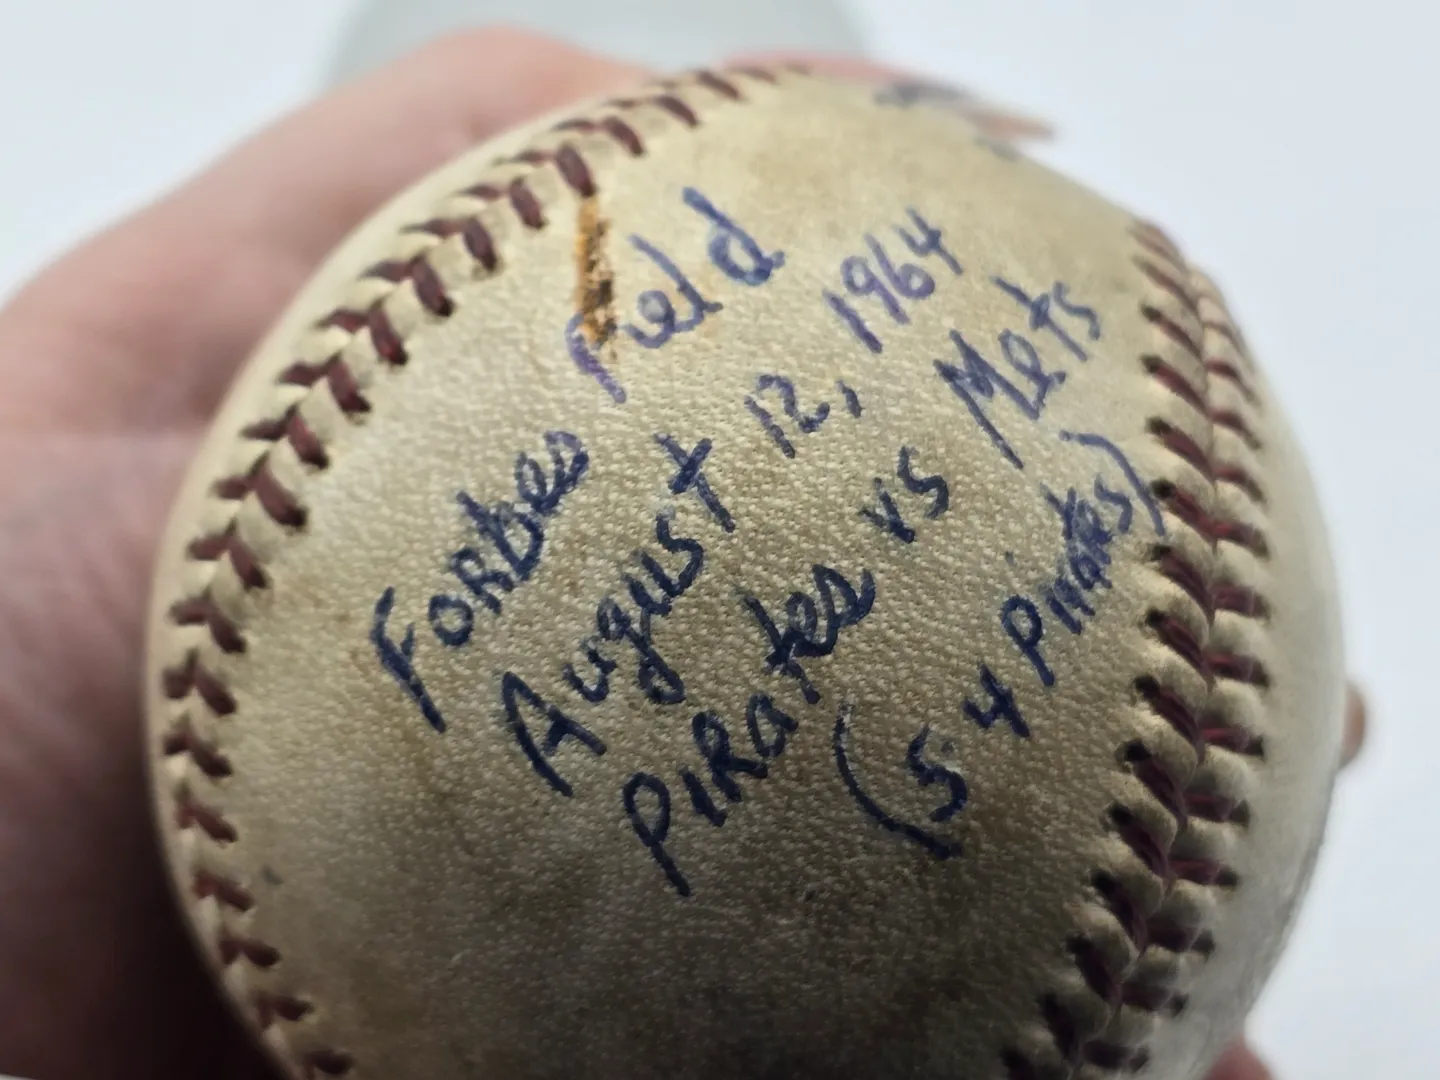 Forbes Field
August 12, 1964
Pirates vs Mets
(5 4 Pirates)